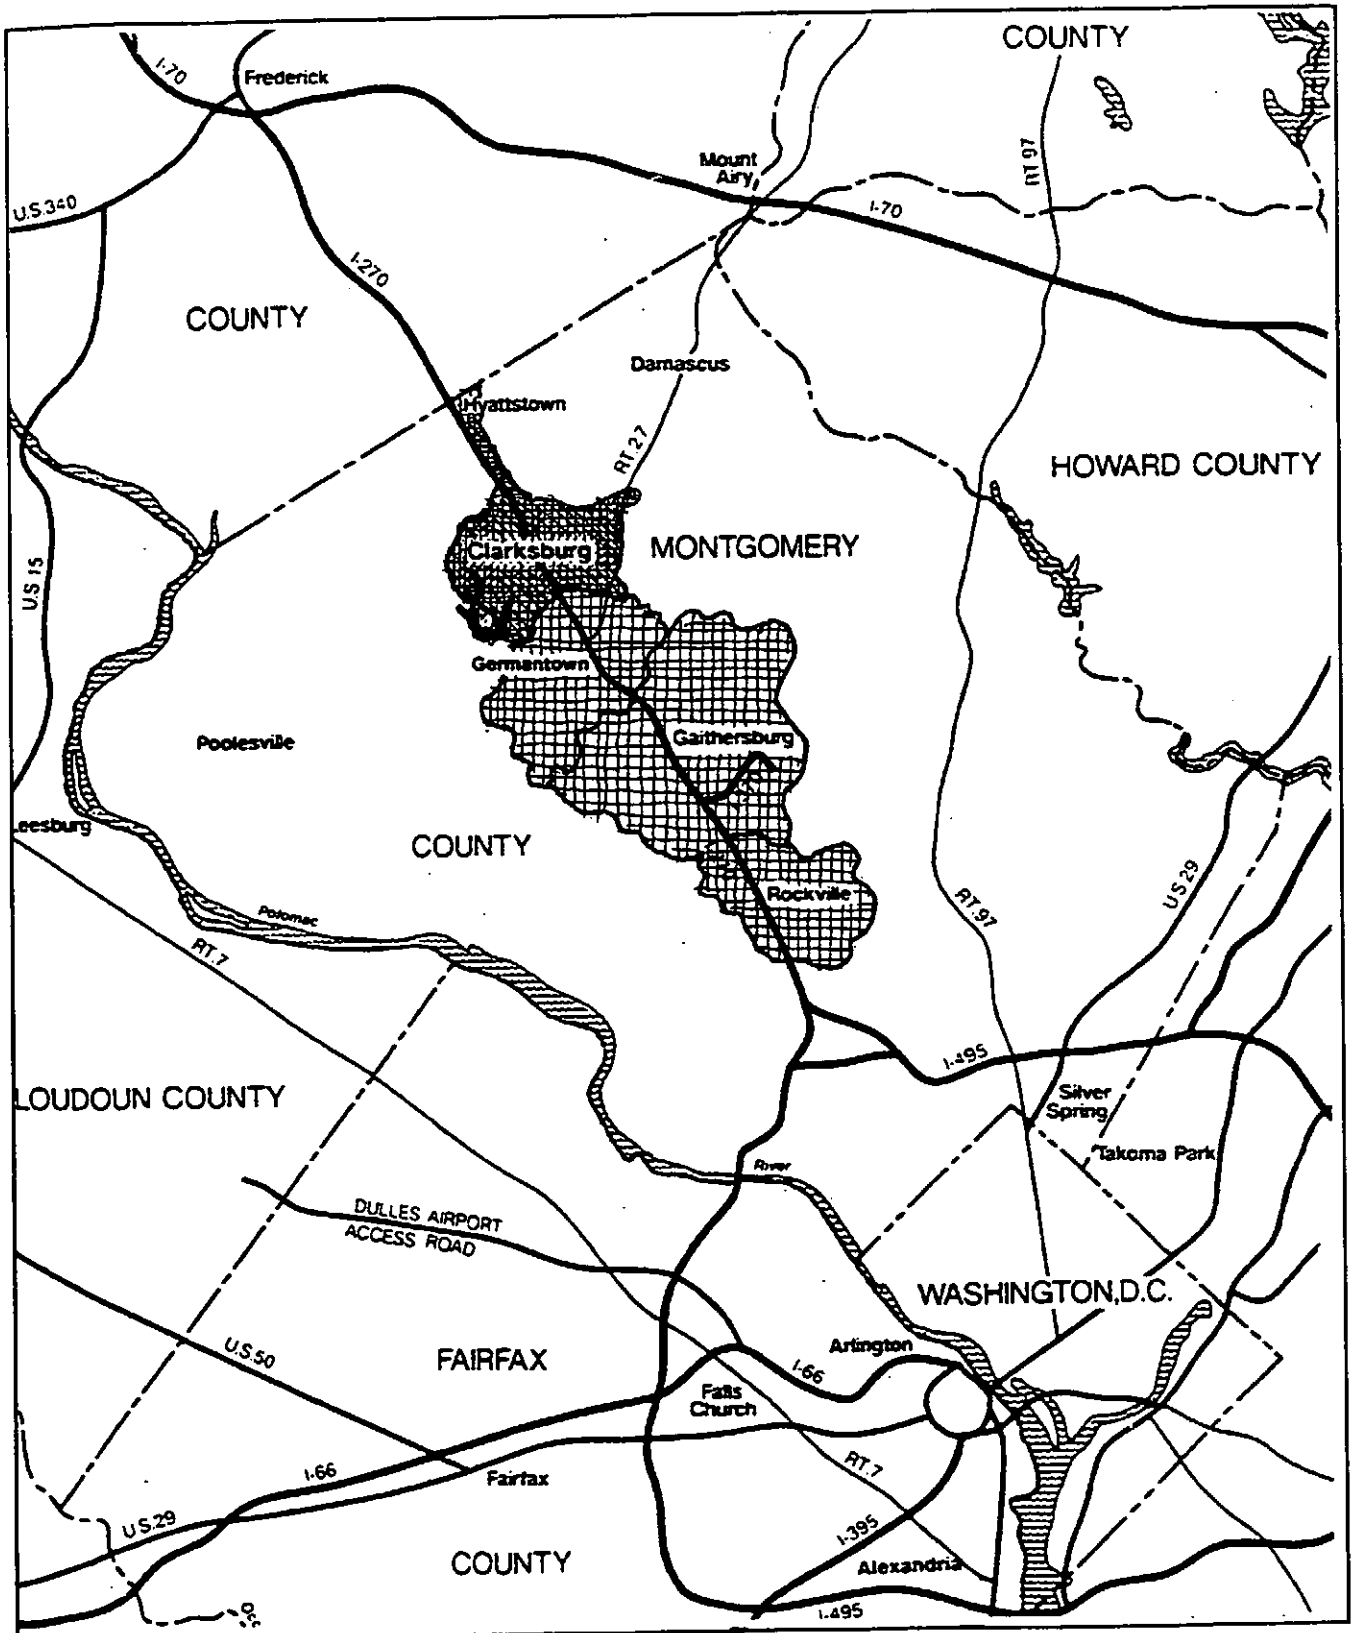 COUNTY
I-70
Frederick
RT 97
Mount
Airy
U.S.340
I-70
I-270
COUNTY
Damascus
Hyattstown
RT.27
HOWARD COUNTY
Clarksburg
MONTGOMERY
U.S 15
Germantown
Poolesville
Gaithersburg
Leesburg
COUNTY
Rockville
US 29
RT.97
Potomac
RT.7
I-495
LOUDOUN COUNTY
Silver
Spring
Takoma Park
River
DULLES AIRPORT
ACCESS ROAD
WASHINGTON,D.C.
U.S.50
FAIRFAX
Arlington
I-66
Falls
Church
RT.7
I-66
Fairfax
U.S.29
I-395
COUNTY
Alexandria
I-495